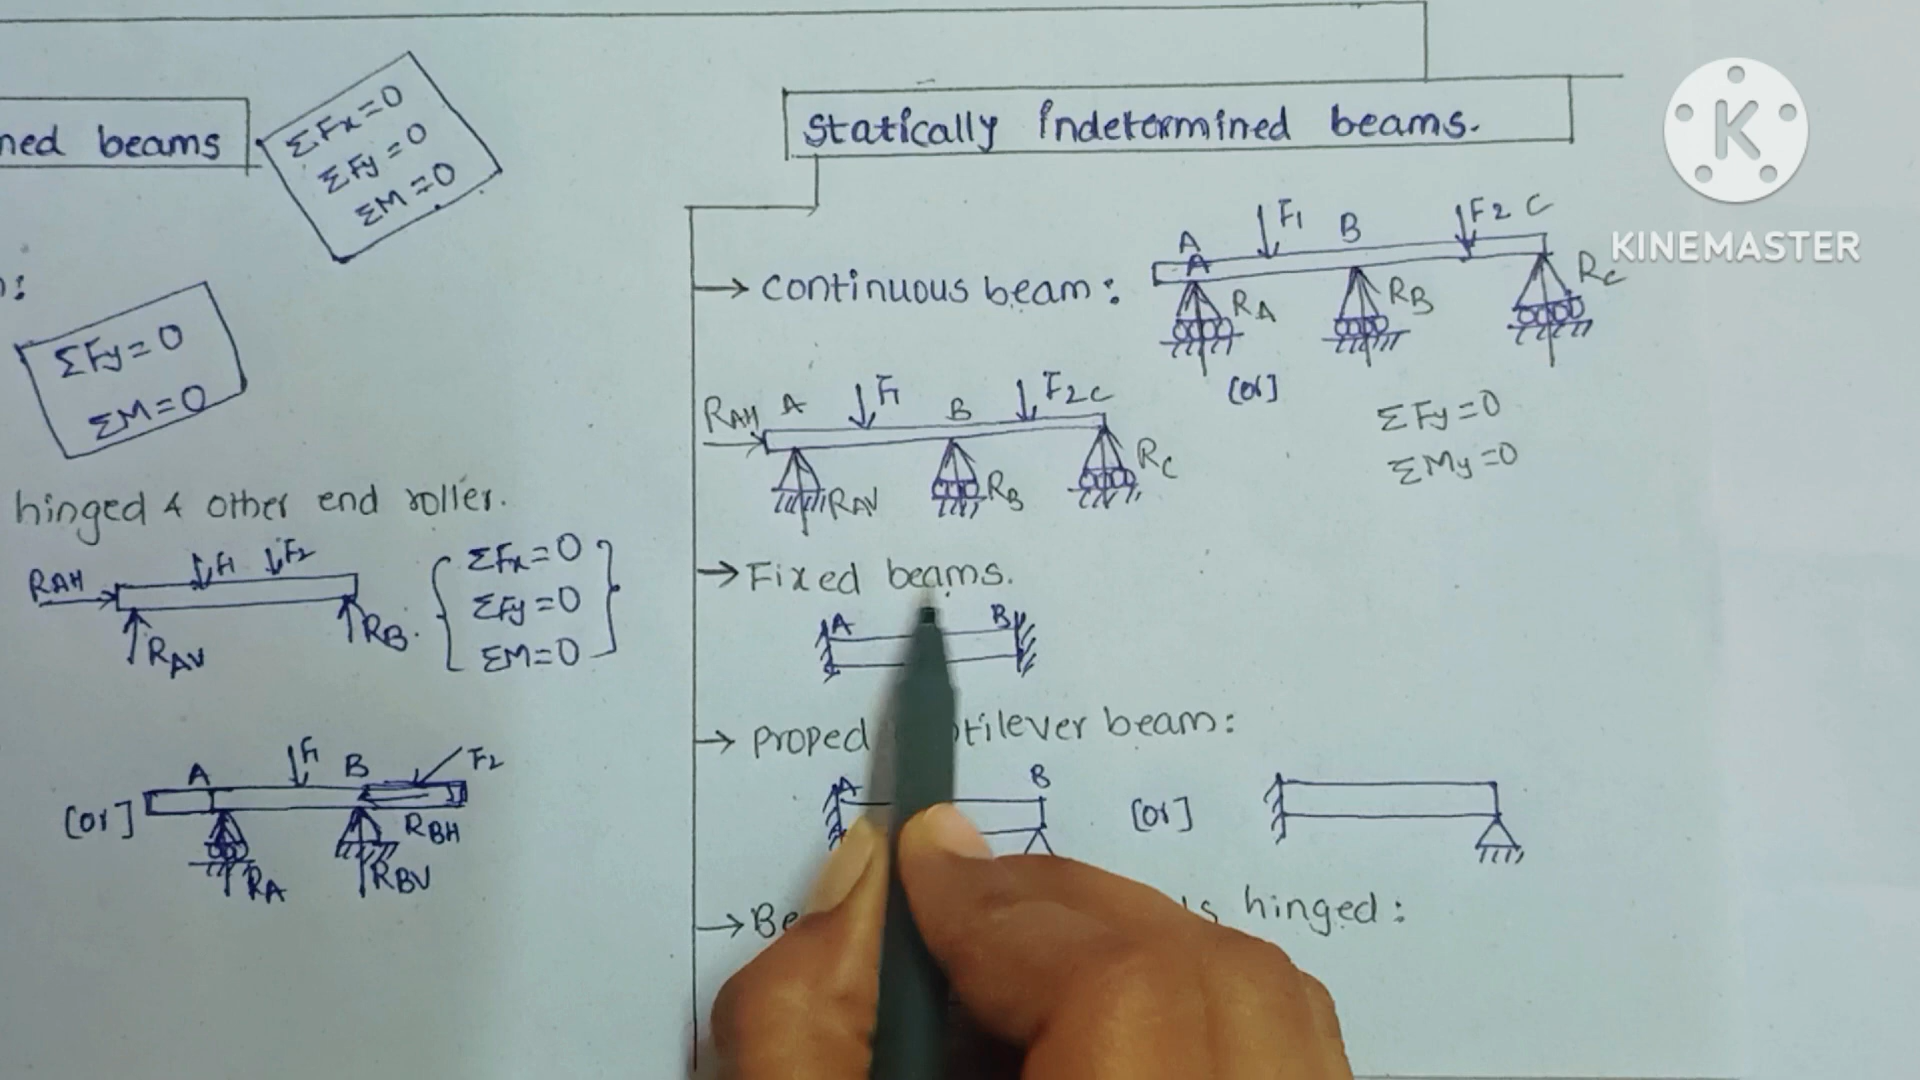 ned beams
ΣFx=0
ΣFy=0
ΣM=0
:
ΣFy=0
ΣM=0
hinged & other end roller.
RAH
F1
F2
RAV
RB.
ΣFx=0
ΣFy=0
ΣM=0
[or]
A
F1
B
F2
RBH
RA
RBV
Statically indetermined beams.
K
KINEMASTER
→ continuous beam:
A
A
F1
B
F2
C
RA
RB
RC
[or]
ΣFy=0
ΣMy=0
RAH
A
F1
B
F2
C
RAV
RB
RC
→ Fixed beams.
A
B
→ Proped tilever beam:
A
B
[or]
→ Be s hinged: